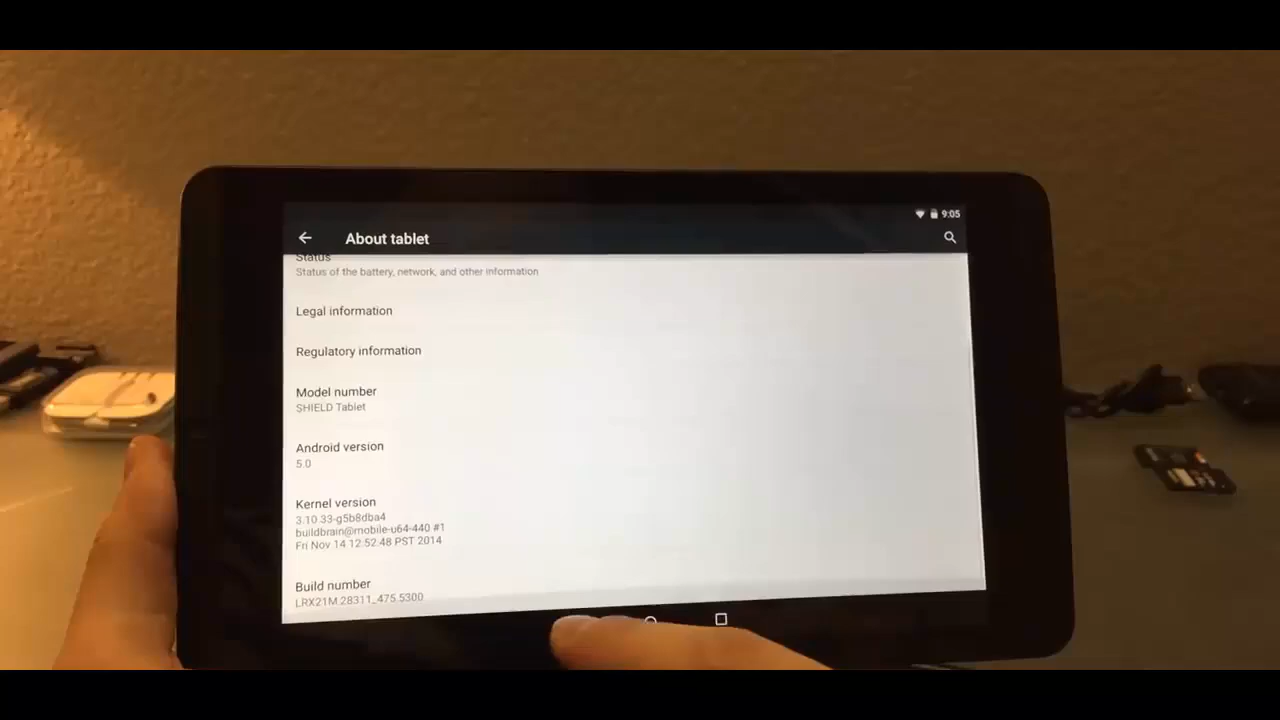 9:05
About tablet
Status
Status of the battery, network, and other information
Legal information
Regulatory information
Model number
SHIELD Tablet
Android version
5.0
Kernel version
3.10.33-g5b8dba4
buildbrain@mobile-u64-440 #1
Fri Nov 14 12:52:48 PST 2014
Build number
LRX21M.28311_475.5300